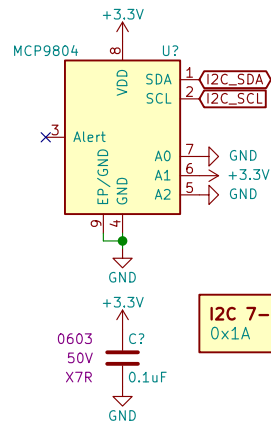 +3.3V
MCP9804
U?
8
VDD
SDA
1
I2C_SDA
SCL
2
I2C_SCL
3
Alert
A0
7
GND
A1
6
+3.3V
A2
5
GND
EP/GND
GND
9
4
GND
+3.3V
0603
C?
50V
X7R
0.1uF
GND
I2C 7-
0x1A